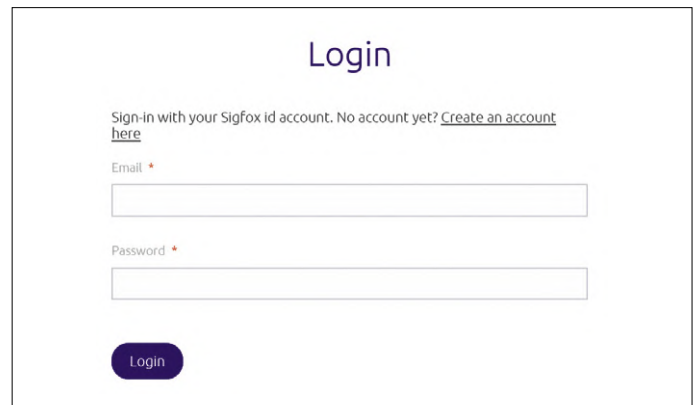 Login
Sign-in with your Sigfox id account. No account yet? Create an account
here
Email *
Password *
Login